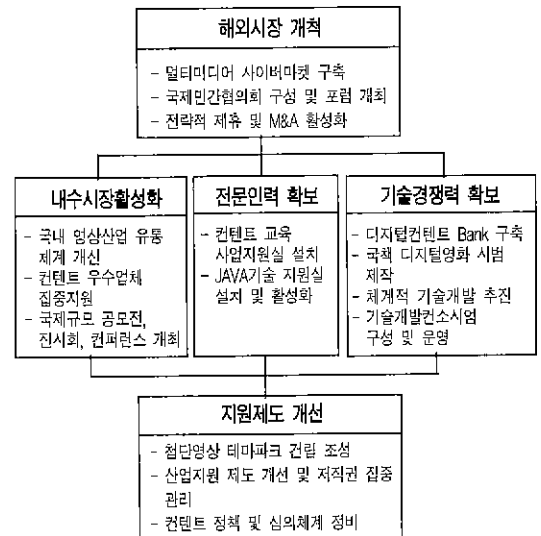 해외시장 개척
- 멀티미디어 사이버마켓 구축
- 국제민간협의회 구성 및 포럼 개최
- 전략적 제휴 및 M&A 활성화
내수시장활성화
- 국내 영상산업 유통
체계 개선
- 컨텐트 우수업체
집중지원
- 국제규모 공모전,
전시회, 컨퍼런스 개최
전문인력 확보
- 컨텐트 교육
사업지원실 설치
- JAVA기술 지원실
설치 및 활성화
기술경쟁력 확보
- 디지털컨텐트 Bank 구축
- 국책 디지털영화 시범
제작
- 체계적 기술개발 추진
- 기술개발컨소시엄
구성 및 운영
지원제도 개선
- 첨단영상 테마파크 건립 조성
- 산업지원 제도 개선 및 저작권 집중
관리
- 컨텐트 정책 및 심의체계 정비